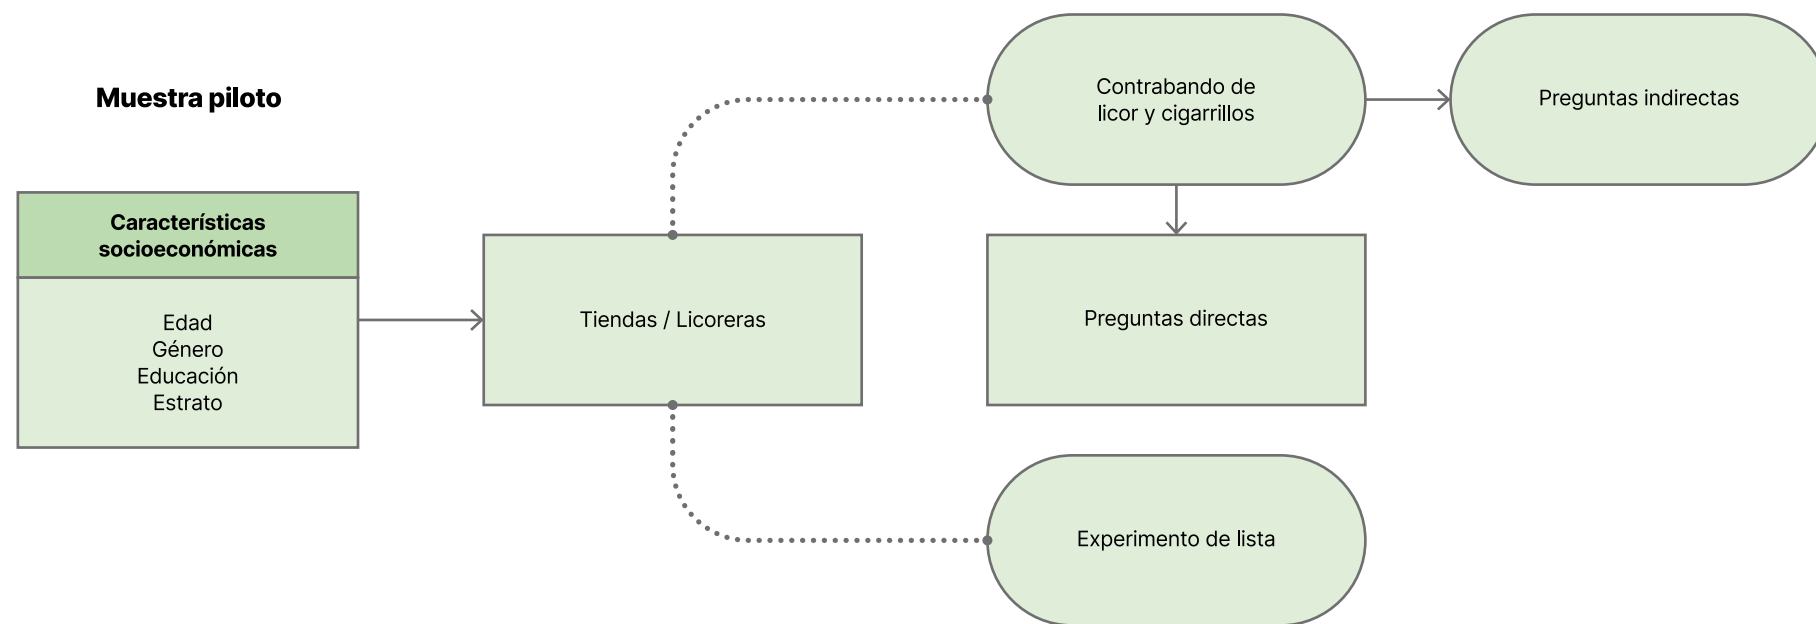 Muestra piloto
Características
socioeconómicas
Edad
Género
Educación
Estrato
Tiendas / Licoreras
Contrabando de
licor y cigarrillos
Preguntas indirectas
Preguntas directas
Experimento de lista